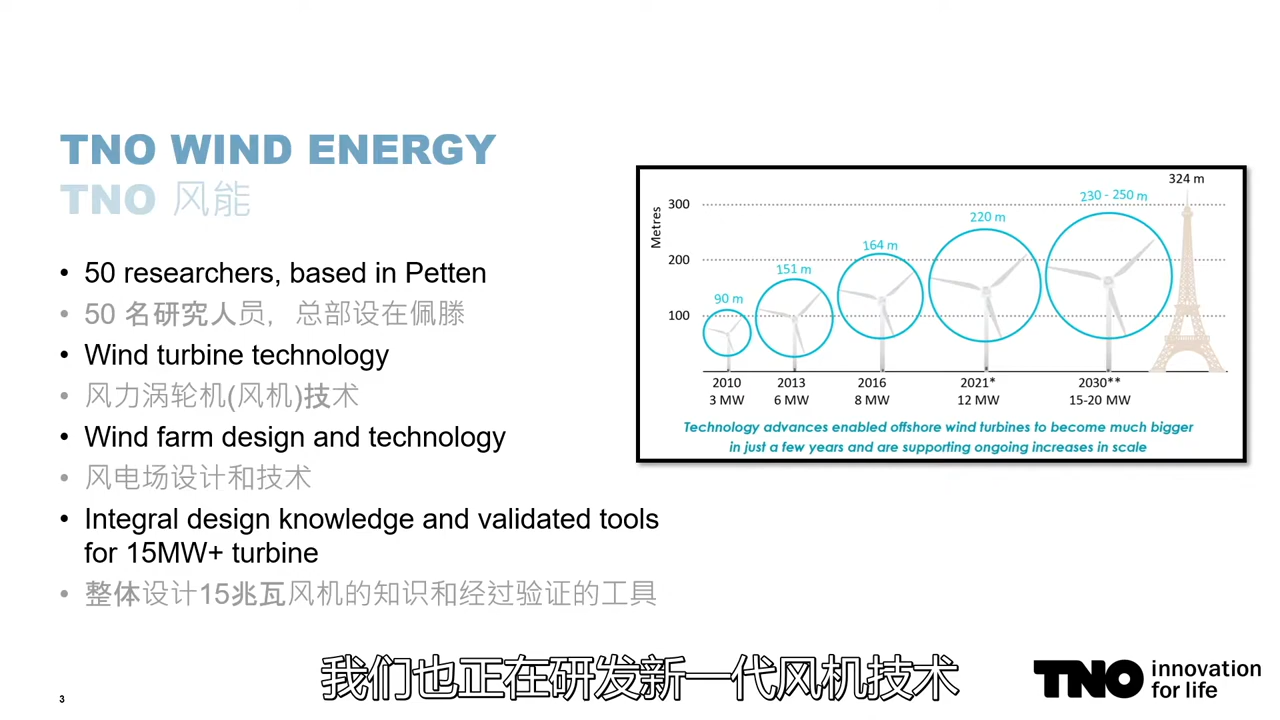 TNO WIND ENERGY
TNO 风能
• 50 researchers, based in Petten
• 50 名研究人员，总部设在佩滕
• Wind turbine technology
• 风力涡轮机(风机)技术
• Wind farm design and technology
• 风电场设计和技术
• Integral design knowledge and validated tools
for 15MW+ turbine
• 整体设计15兆瓦风机的知识和经过验证的工具
Metres
300
200
100
90 m
151 m
164 m
220 m
230 - 250 m
324 m
2010
3 MW
2013
6 MW
2016
8 MW
2021*
12 MW
2030**
15-20 MW
Technology advances enabled offshore wind turbines to become much bigger
in just a few years and are supporting ongoing increases in scale
我们也正在研发新一代风机技术
3
TNO innovation
for life